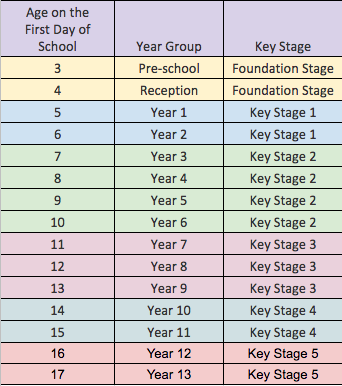 Age on the
First Day of
School Year Group Key Stage
3 Pre-school Foundation Stage
4 Reception Foundation Stage
5 Year 1 Key Stage 1
6 Year 2 Key Stage 1
7 Year 3 Key Stage 2
8 Year 4 Key Stage 2
9 Year 5 Key Stage 2
10 Year 6 Key Stage 2
11 Year 7 Key Stage 3
12 Year 8 Key Stage 3
13 Year 9 Key Stage 3
14 Year 10 Key Stage 4
15 Year 11 Key Stage 4
16 Year 12 Key Stage 5
17 Year 13 Key Stage 5